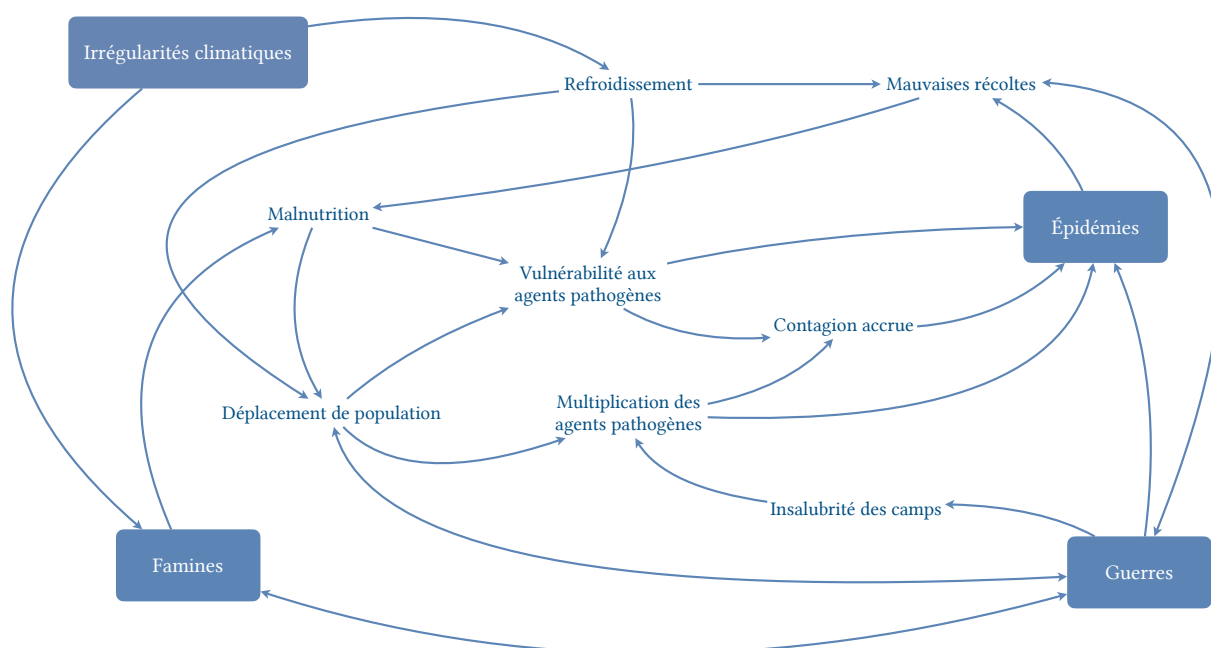 Irrégularités climatiques
Refroidissement
Mauvaises récoltes
Malnutrition
Épidémies
Vulnérabilité aux
agents pathogènes
Contagion accrue
Déplacement de population
Multiplication des
agents pathogènes
Insalubrité des camps
Famines
Guerres